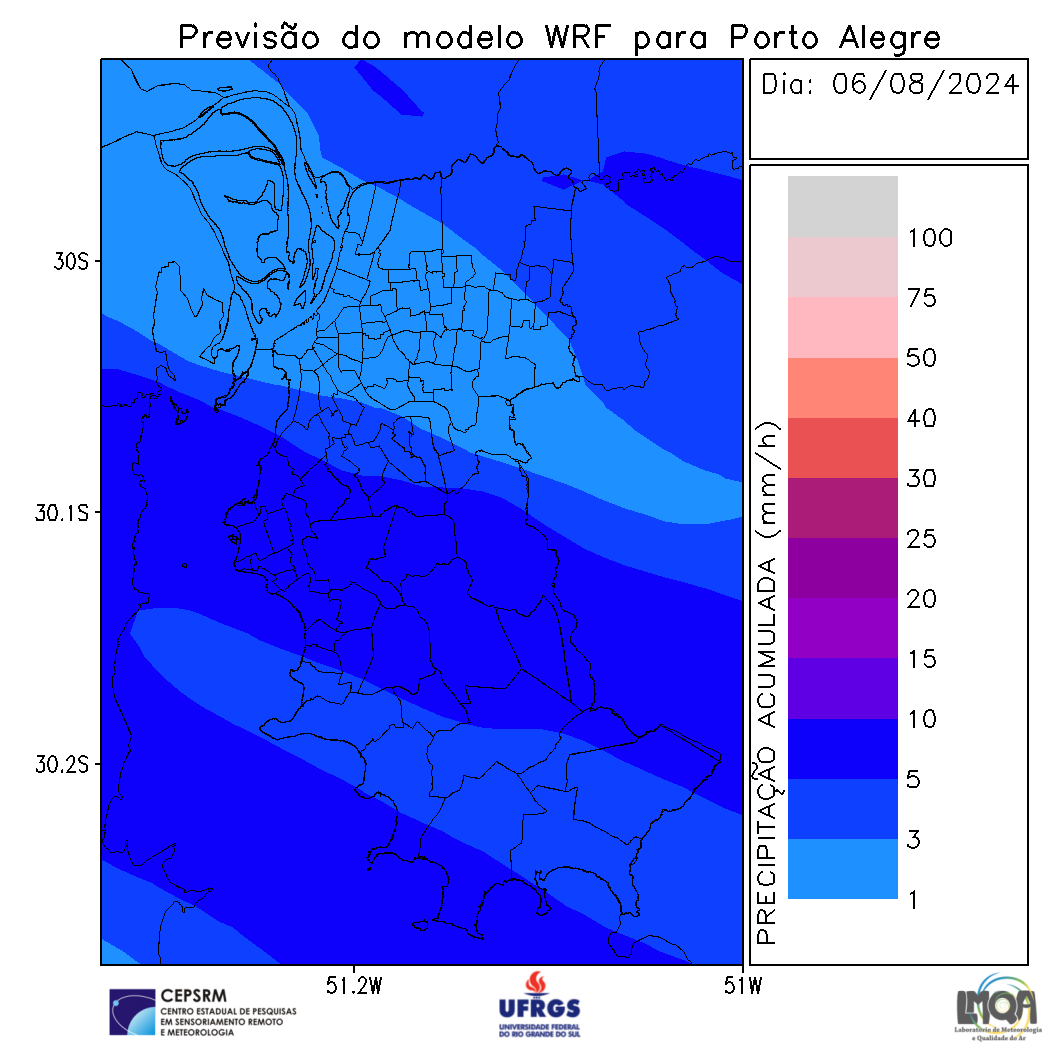 Previsão do modelo WRF para Porto Alegre
Dia: 06/08/2024
30S
30.1S
30.2S
51.2W
51W
PRECIPITAÇÃO ACUMULADA (mm/h)
100
75
50
40
30
25
20
15
10
5
3
1
CEPSRM
CENTRO ESTADUAL DE PESQUISAS
EM SENSORIAMENTO REMOTO
E METEOROLOGIA
UFRGS
UNIVERSIDADE FEDERAL
DO RIO GRANDE DO SUL
LMQA
Laboratório de Meteorologia
e Qualidade do Ar